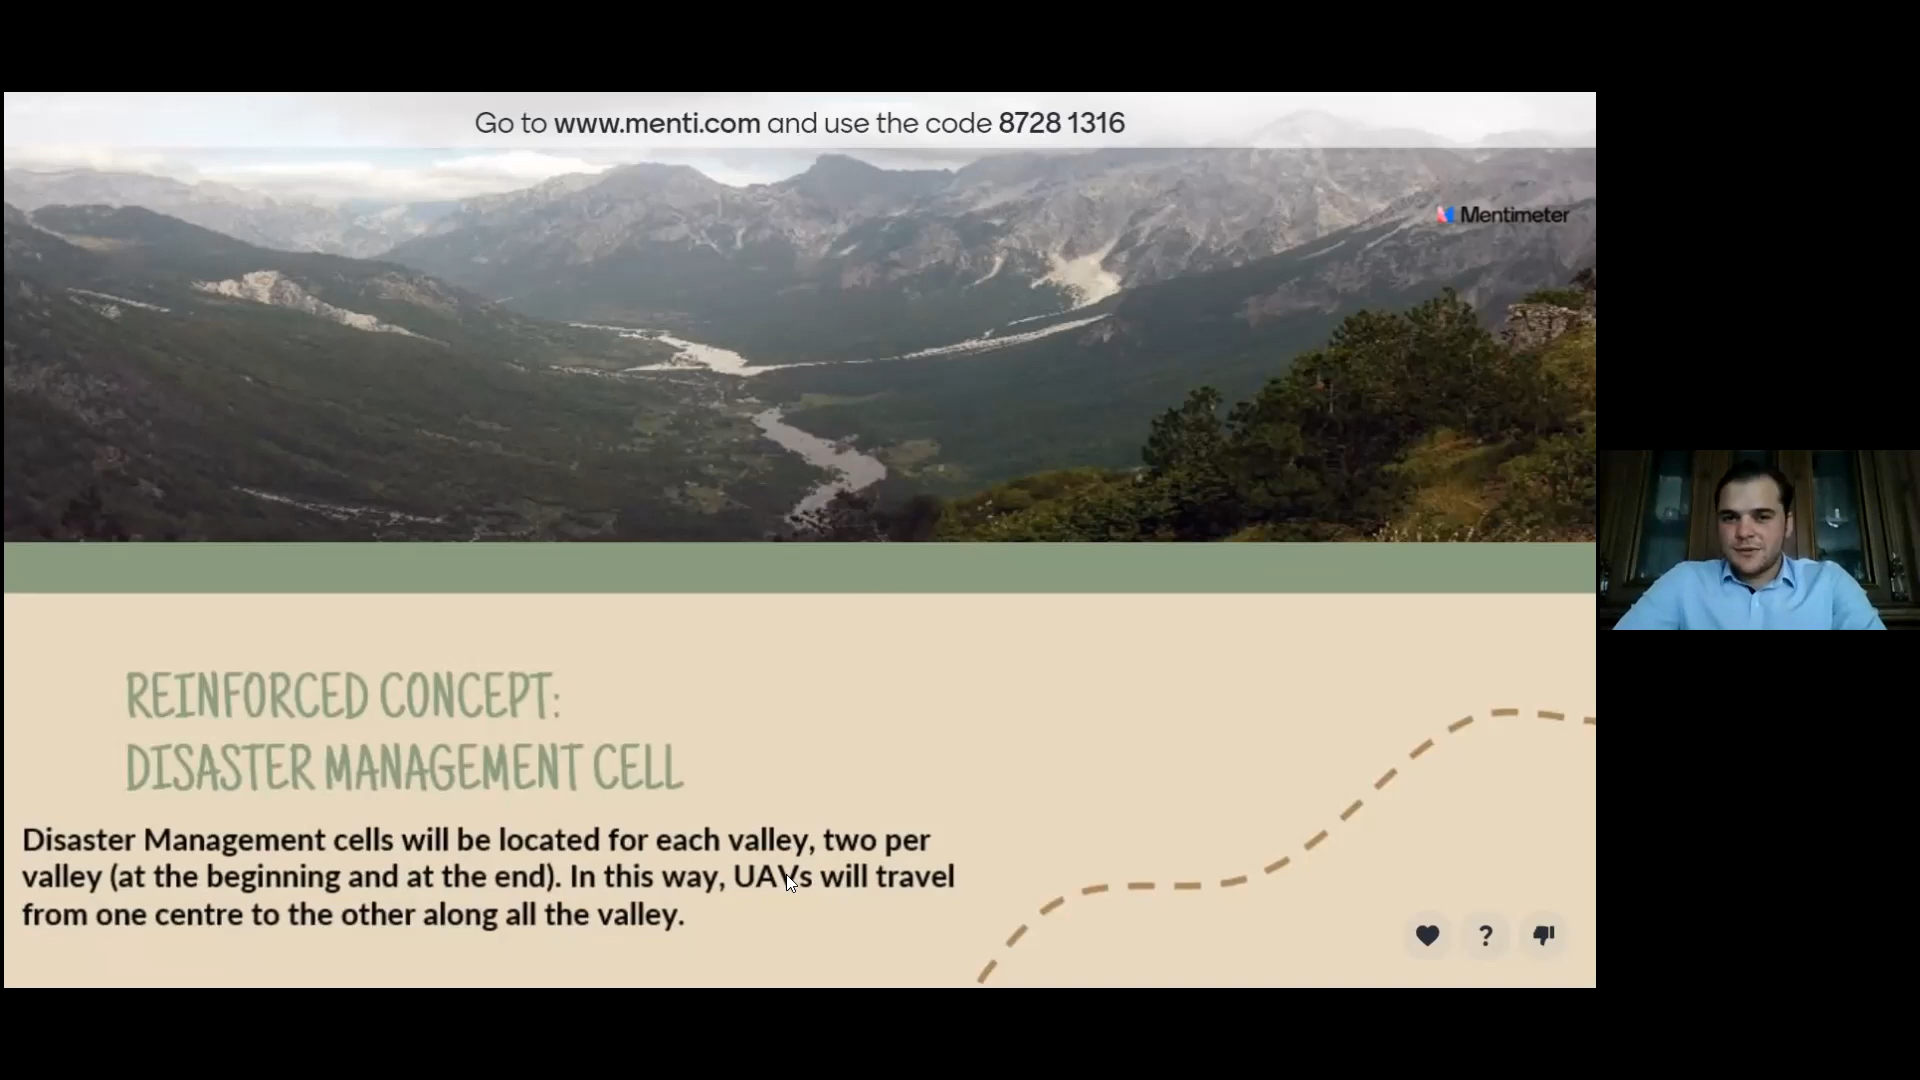 Go to www.menti.com and use the code 8728 1316
Mentimeter
REINFORCED CONCEPT:
DISASTER MANAGEMENT CELL
Disaster Management cells will be located for each valley, two per
valley (at the beginning and at the end). In this way, UAVs will travel
from one centre to the other along all the valley.
?